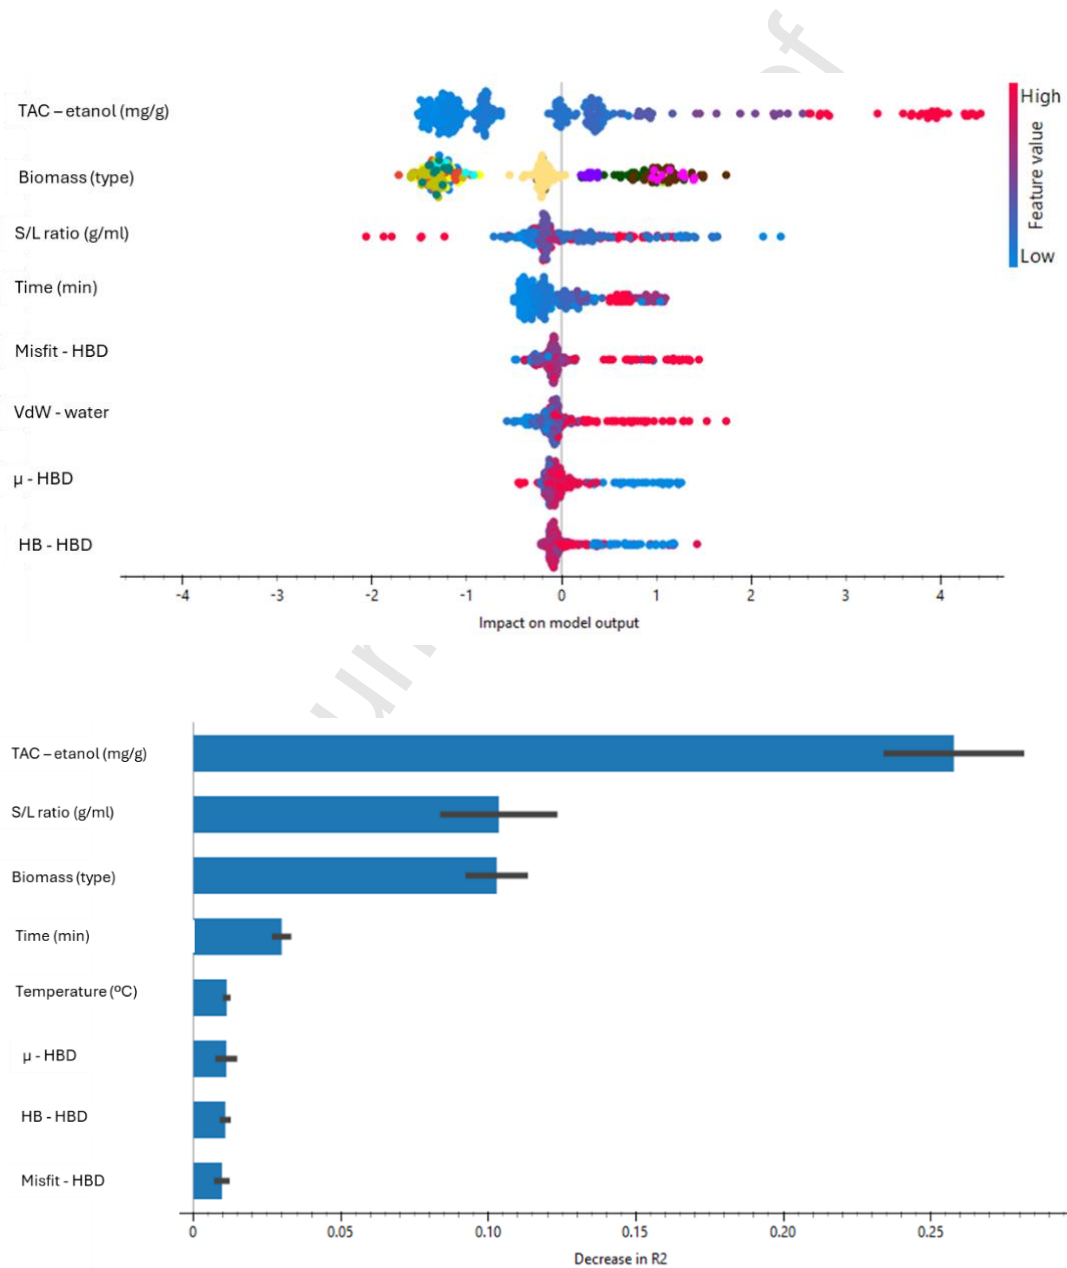 TAC – etanol (mg/g)
High
Feature value
Low
Biomass (type)
S/L ratio (g/ml)
Time (min)
Misfit - HBD
VdW - water
µ - HBD
HB - HBD
-4 -3 -2 -1 0 1 2 3 4
Impact on model output
TAC – etanol (mg/g)
S/L ratio (g/ml)
Biomass (type)
Time (min)
Temperature (ºC)
µ - HBD
HB - HBD
Misfit - HBD
0 0.05 0.10 0.15 0.20 0.25
Decrease in R2